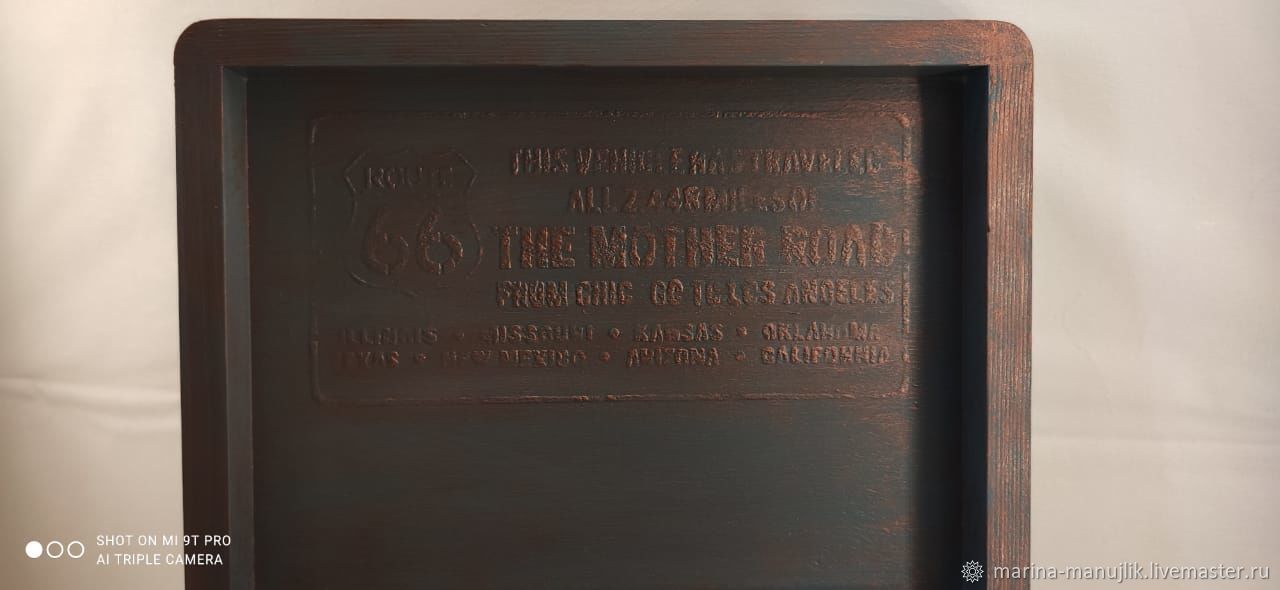 ROUTE
66
THIS VEHICLE HAS TRAVELED
ALL 2,448 MILES OF
THE MOTHER ROAD
FROM CHICAGO TO LOS ANGELES
ILLINOIS • MISSOURI • KANSAS • OKLAHOMA
TEXAS • NEW MEXICO • ARIZONA • CALIFORNIA
SHOT ON MI 9T PRO
AI TRIPLE CAMERA
marina-manujlik.livemaster.ru